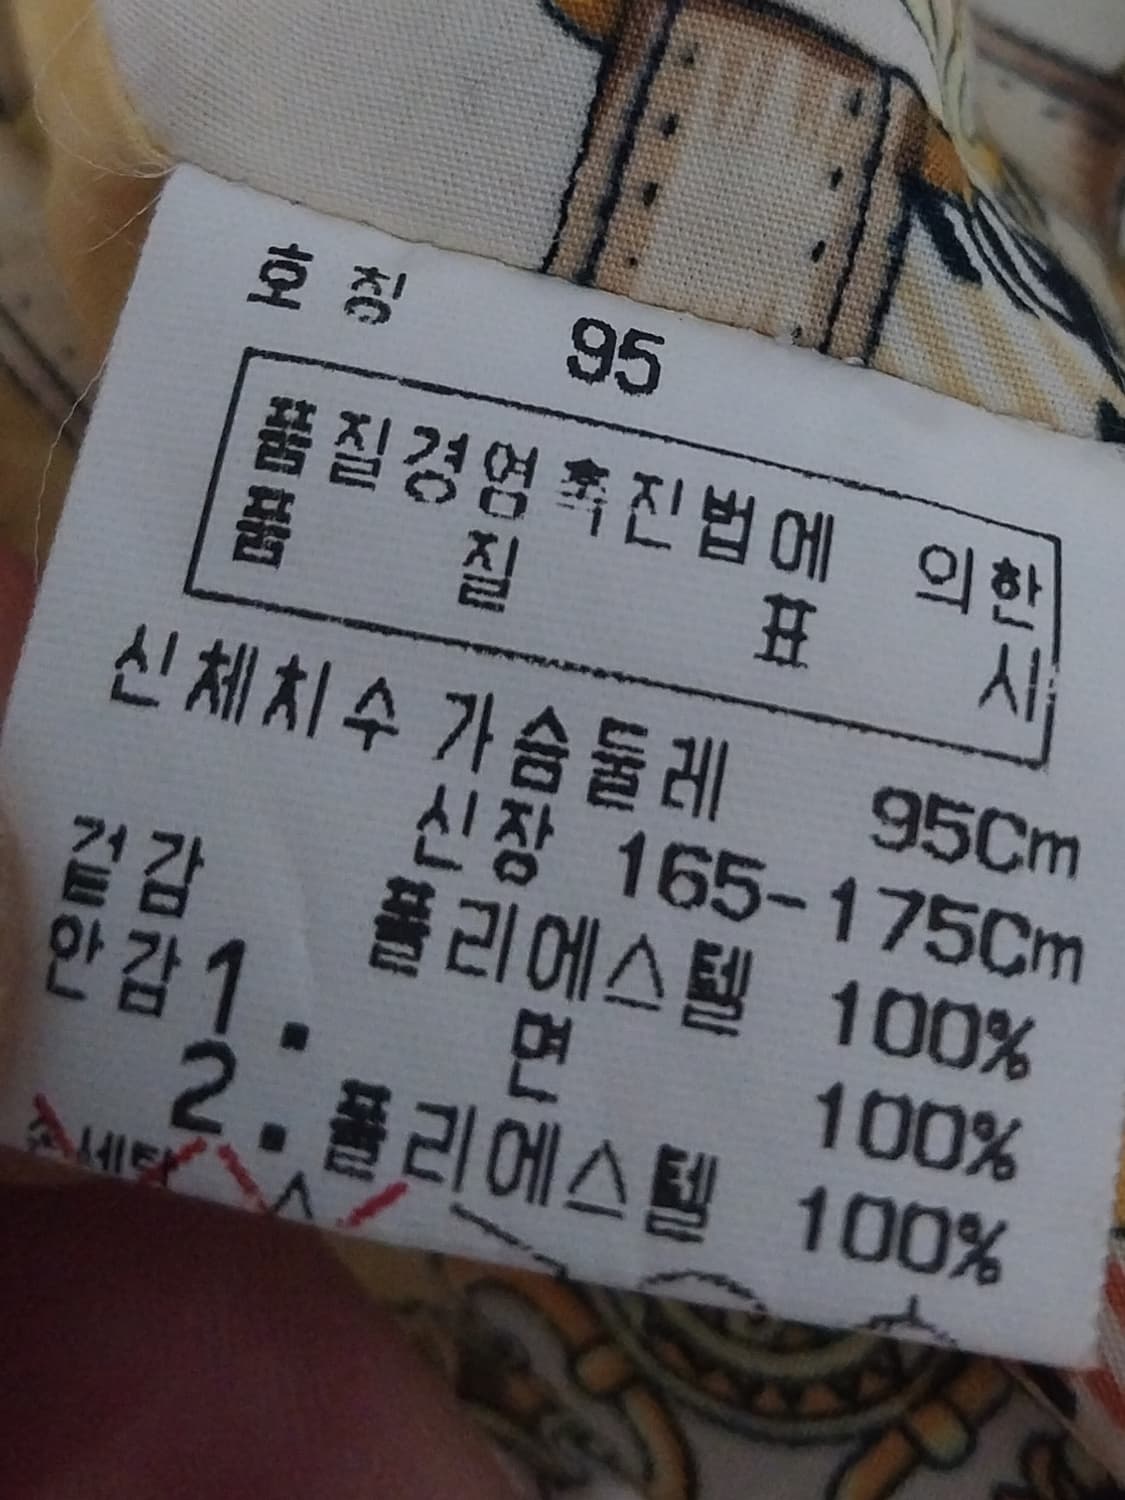 호칭 95
품질경영촉진법에 의한
품 질 표 시
신체치수 가슴둘레 95Cm
신장 165-175Cm
겉감 폴리에스텔 100%
안감 1. 면 100%
2. 폴리에스텔 100%